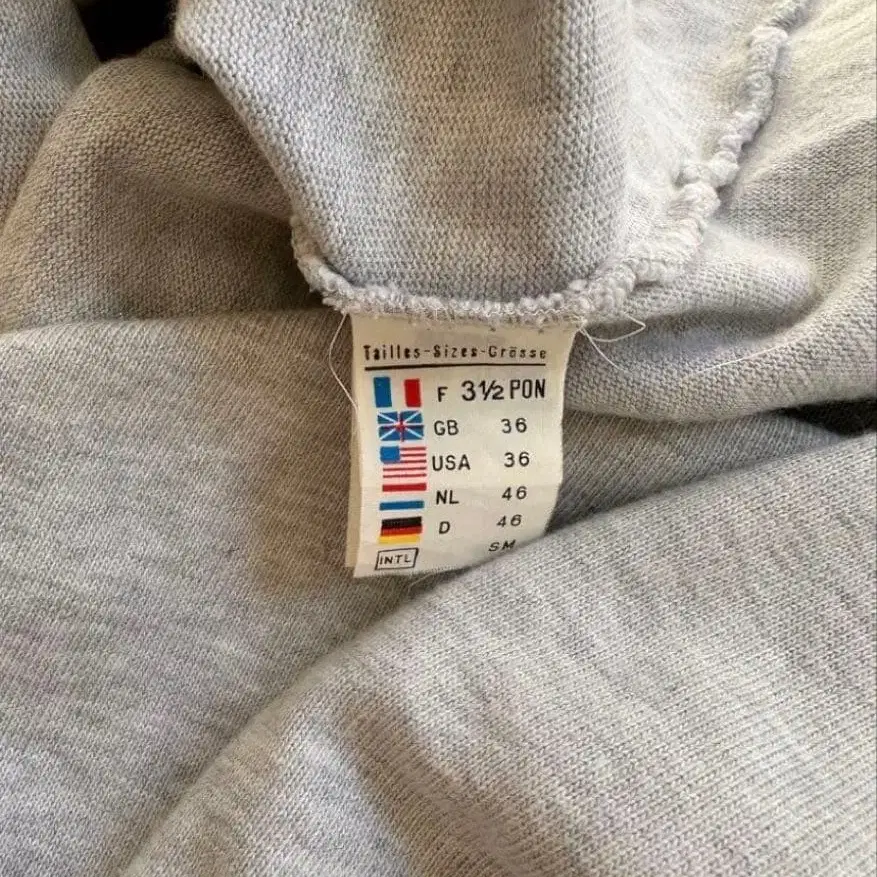 Tailles-Sizes-Grösse
F 3½ PON
GB 36
USA 36
NL 46
D 46
INTL SM